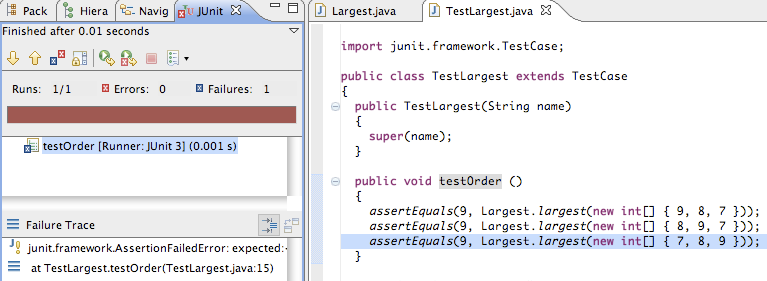 Pack Hiera Navig JUnit
Finished after 0.01 seconds
Runs: 1/1 Errors: 0 Failures: 1
testOrder [Runner: JUnit 3] (0.001 s)
Failure Trace
junit.framework.AssertionFailedError: expected:
at TestLargest.testOrder(TestLargest.java:15)
Largest.java TestLargest.java
import junit.framework.TestCase;
public class TestLargest extends TestCase
{
public TestLargest(String name)
{
super(name);
}
public void testOrder ()
{
assertEquals(9, Largest.largest(new int[] { 9, 8, 7 }));
assertEquals(9, Largest.largest(new int[] { 8, 9, 7 }));
assertEquals(9, Largest.largest(new int[] { 7, 8, 9 }));
}